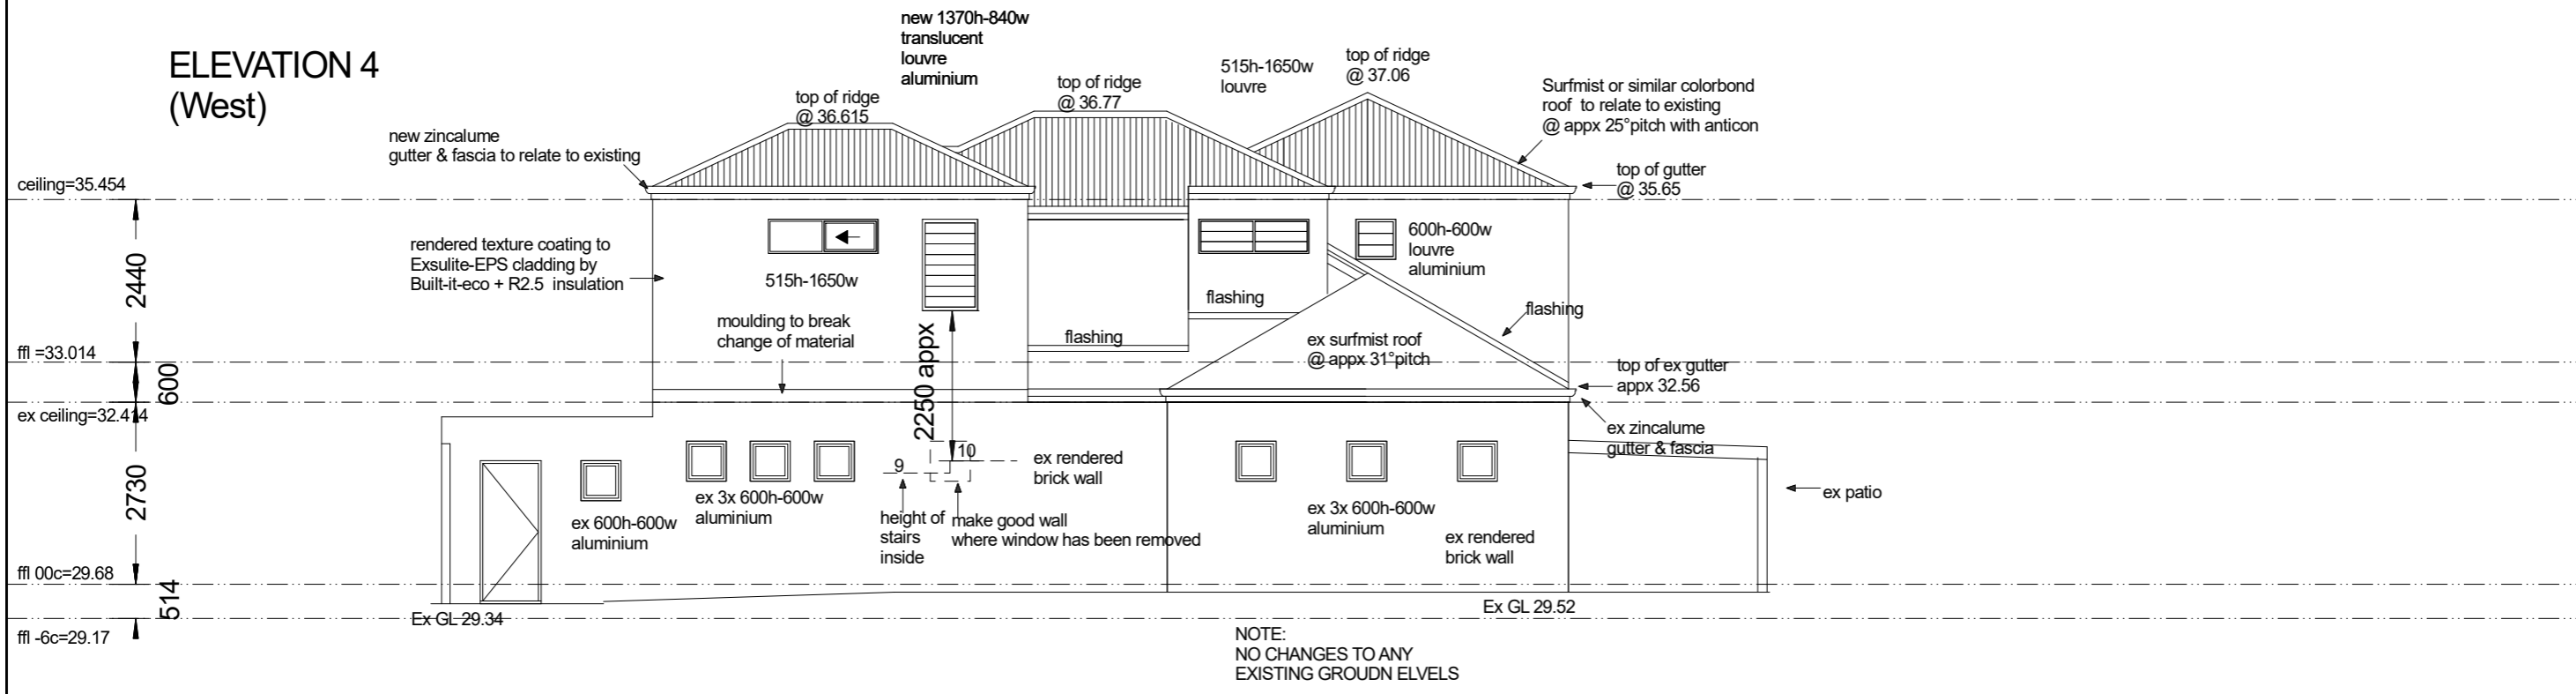 ELEVATION 4
(West)
new 1370h-840w
translucent
louvre
aluminium
top of ridge
@ 36.615
top of ridge
@ 36.77
515h-1650w
louvre
top of ridge
@ 37.06
Surfmist or similar colorbond
roof to relate to existing
@ appx 25°pitch with anticon
new zincalume
gutter & fascia to relate to existing
top of gutter
@ 35.65
ceiling=35.454
2440
rendered texture coating to
Exsulite-EPS cladding by
Built-it-eco + R2.5 insulation
515h-1650w
600h-600w
louvre
aluminium
flashing
flashing
flashing
moulding to break
change of material
2250 appx
ex surfmist roof
@ appx 31°pitch
ffl =33.014
600
top of ex gutter
appx 32.56
ex ceiling=32.414
ex zincalume
gutter & fascia
2730
9
10
ex rendered
brick wall
ex 600h-600w
aluminium
ex 3x 600h-600w
aluminium
height of
stairs
inside
make good wall
where window has been removed
ex 3x 600h-600w
aluminium
ex rendered
brick wall
ex patio
ffl 00c=29.68
514
Ex GL 29.34
Ex GL 29.52
ffl -6c=29.17
NOTE:
NO CHANGES TO ANY
EXISTING GROUDN ELVELS